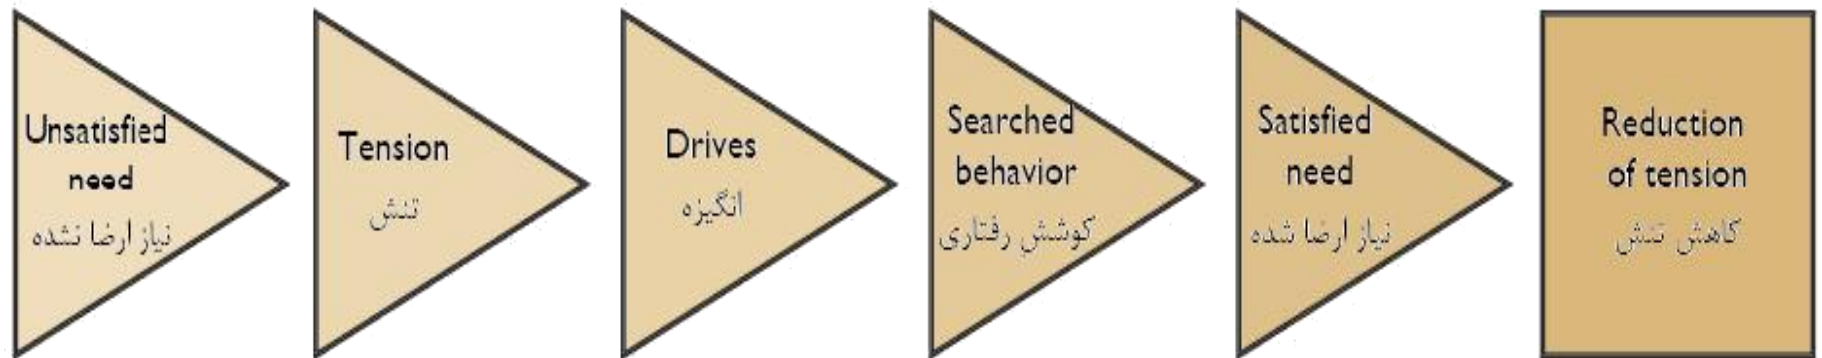 Unsatisfied
need
نیاز ارضا نشده
Tension
تنش
Drives
انگیزه
Searched
behavior
کوشش رفتاری
Satisfied
need
نیاز ارضا شده
Reduction
of tension
کاهش تنش